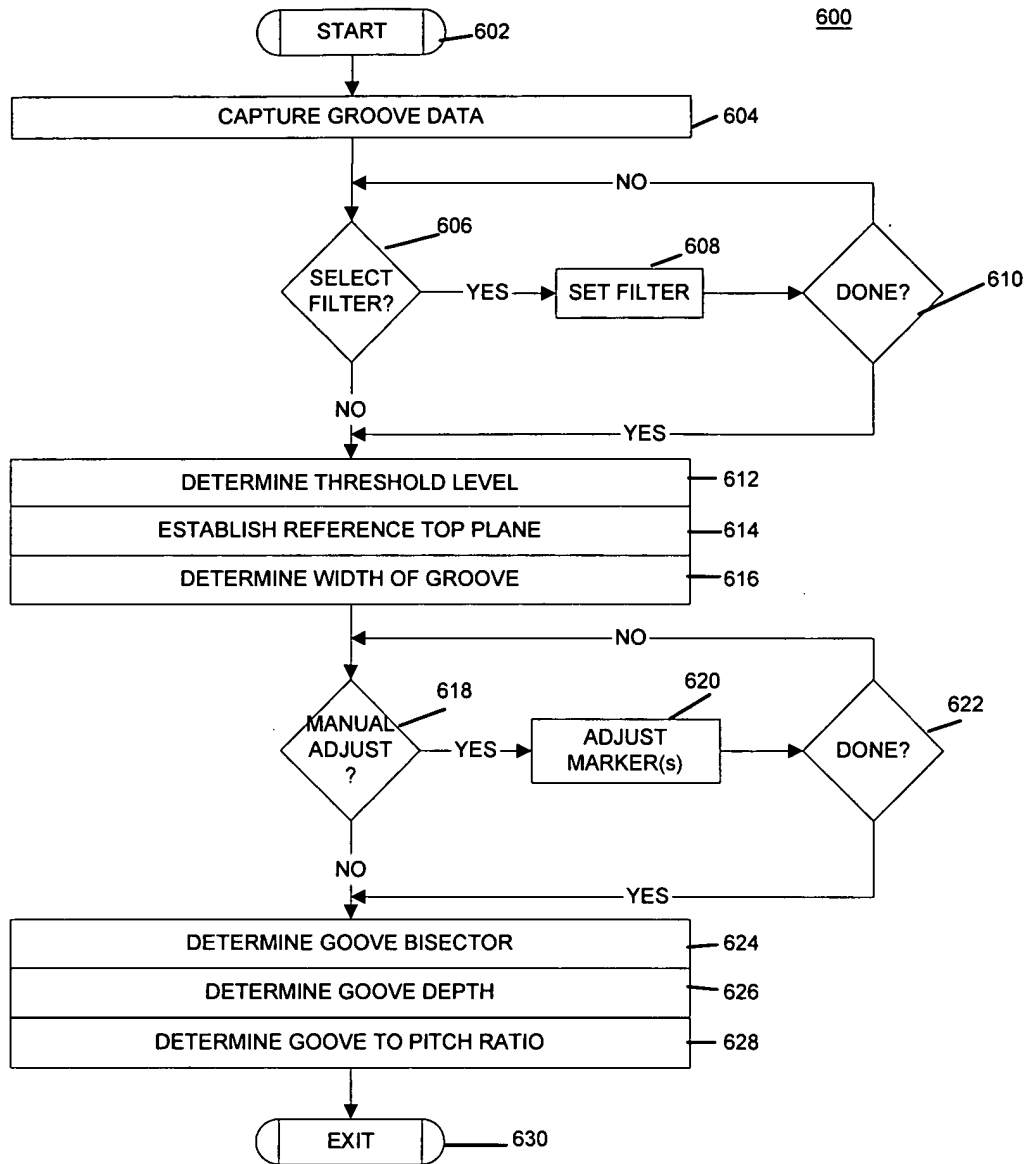 600
START
602
CAPTURE GROOVE DATA
604
NO
606
608
SELECT
FILTER?
YES
SET FILTER
DONE?
610
NO
YES
DETERMINE THRESHOLD LEVEL
612
ESTABLISH REFERENCE TOP PLANE
614
DETERMINE WIDTH OF GROOVE
616
NO
618
620
622
MANUAL
ADJUST
?
YES
ADJUST
MARKER(s)
DONE?
NO
YES
DETERMINE GOOVE BISECTOR
624
DETERMINE GOOVE DEPTH
626
DETERMINE GOOVE TO PITCH RATIO
628
EXIT
630